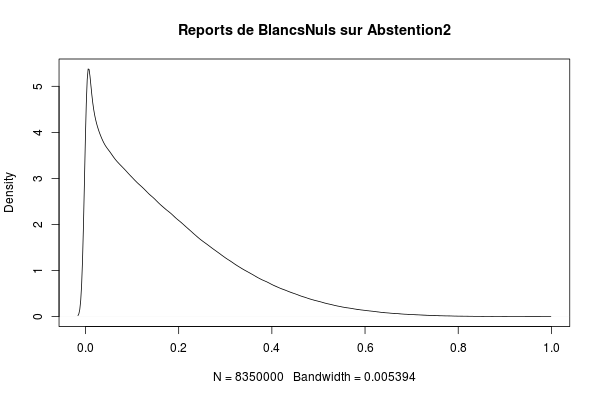 Reports de BlancsNuls sur Abstention2
Density
5
4
3
2
1
0
0.0 0.2 0.4 0.6 0.8 1.0
N = 8350000 Bandwidth = 0.005394